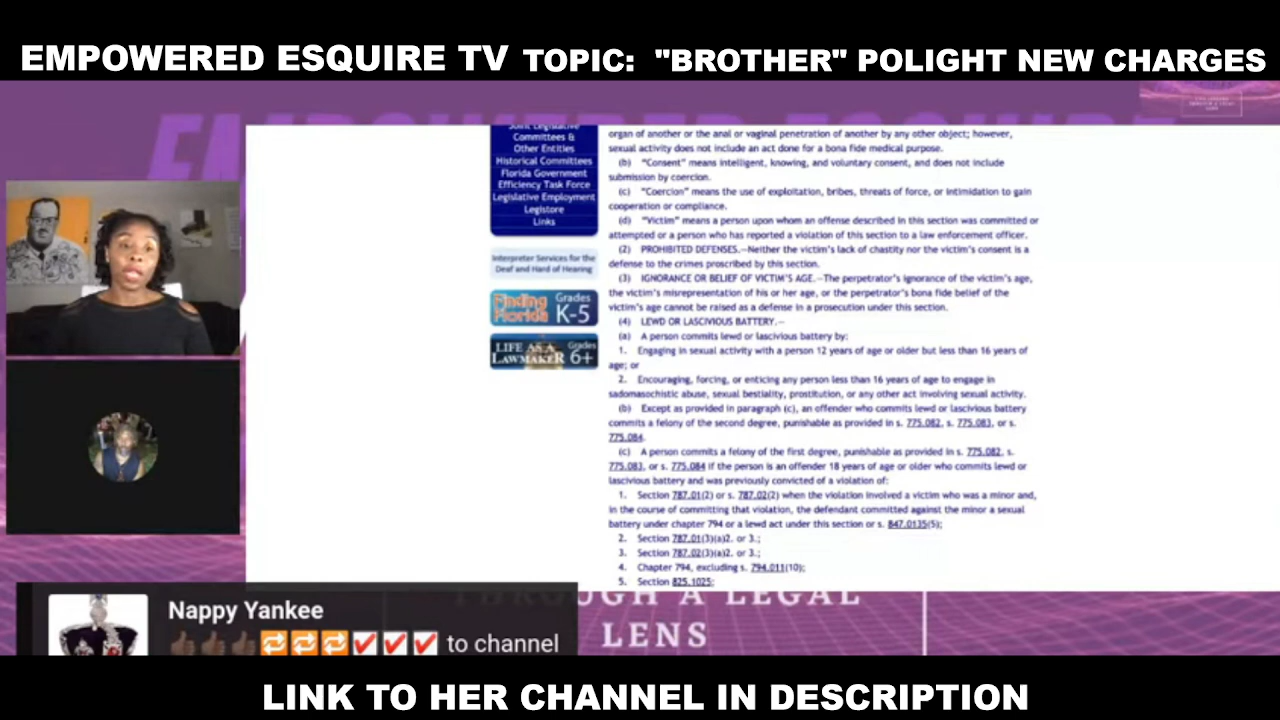 EMPOWERED ESQUIRE TV TOPIC: "BROTHER" POLIGHT NEW CHARGES
Joint Legislative
Committees &
Other Entities
Historical Committees
Florida Government
Efficiency Task Force
Legislative Employment
Legistore
Links
Interpreter Services for the
Deaf and Hard of Hearing
Finding
Florida
Grades
K-5
LIFE AS A
LAWMAKER
Grades
6+
organ of another or the anal or vaginal penetration of another by any other object; however,
sexual activity does not include an act done for a bona fide medical purpose.
(b) "Consent" means intelligent, knowing, and voluntary consent, and does not include
submission by coercion.
(c) "Coercion" means the use of exploitation, bribes, threats of force, or intimidation to gain
cooperation or compliance.
(d) "Victim" means a person upon whom an offense described in this section was committed or
attempted or a person who has reported a violation of this section to a law enforcement officer.
(2) PROHIBITED DEFENSES.—Neither the victim's lack of chastity nor the victim's consent is a
defense to the crimes proscribed by this section.
(3) IGNORANCE OR BELIEF OF VICTIM'S AGE.—The perpetrator's ignorance of the victim's age,
the victim's misrepresentation of his or her age, or the perpetrator's bona fide belief of the
victim's age cannot be raised as a defense in a prosecution under this section.
(4) LEWD OR LASCIVIOUS BATTERY.—
(a) A person commits lewd or lascivious battery by:
1. Engaging in sexual activity with a person 12 years of age or older but less than 16 years of
age; or
2. Encouraging, forcing, or enticing any person less than 16 years of age to engage in
sadomasochistic abuse, sexual bestiality, prostitution, or any other act involving sexual activity.
(b) Except as provided in paragraph (c), an offender who commits lewd or lascivious battery
commits a felony of the second degree, punishable as provided in s. 775.082, s. 775.083, or s.
775.084.
(c) A person commits a felony of the first degree, punishable as provided in s. 775.082, s.
775.083, or s. 775.084 if the person is an offender 18 years of age or older who commits lewd or
lascivious battery and was previously convicted of a violation of:
1. Section 787.01(2) or s. 787.02(2) when the violation involved a victim who was a minor and,
in the course of committing that violation, the defendant committed against the minor a sexual
battery under chapter 794 or a lewd act under this section or s. 847.0135(5);
2. Section 787.01(3)(a)2. or 3.;
3. Section 787.02(3)(a)2. or 3.;
4. Chapter 794, excluding s. 794.011(10);
5. Section 825.1025;
THROUGH A LEGAL
LENS
Nappy Yankee
to channel
LINK TO HER CHANNEL IN DESCRIPTION